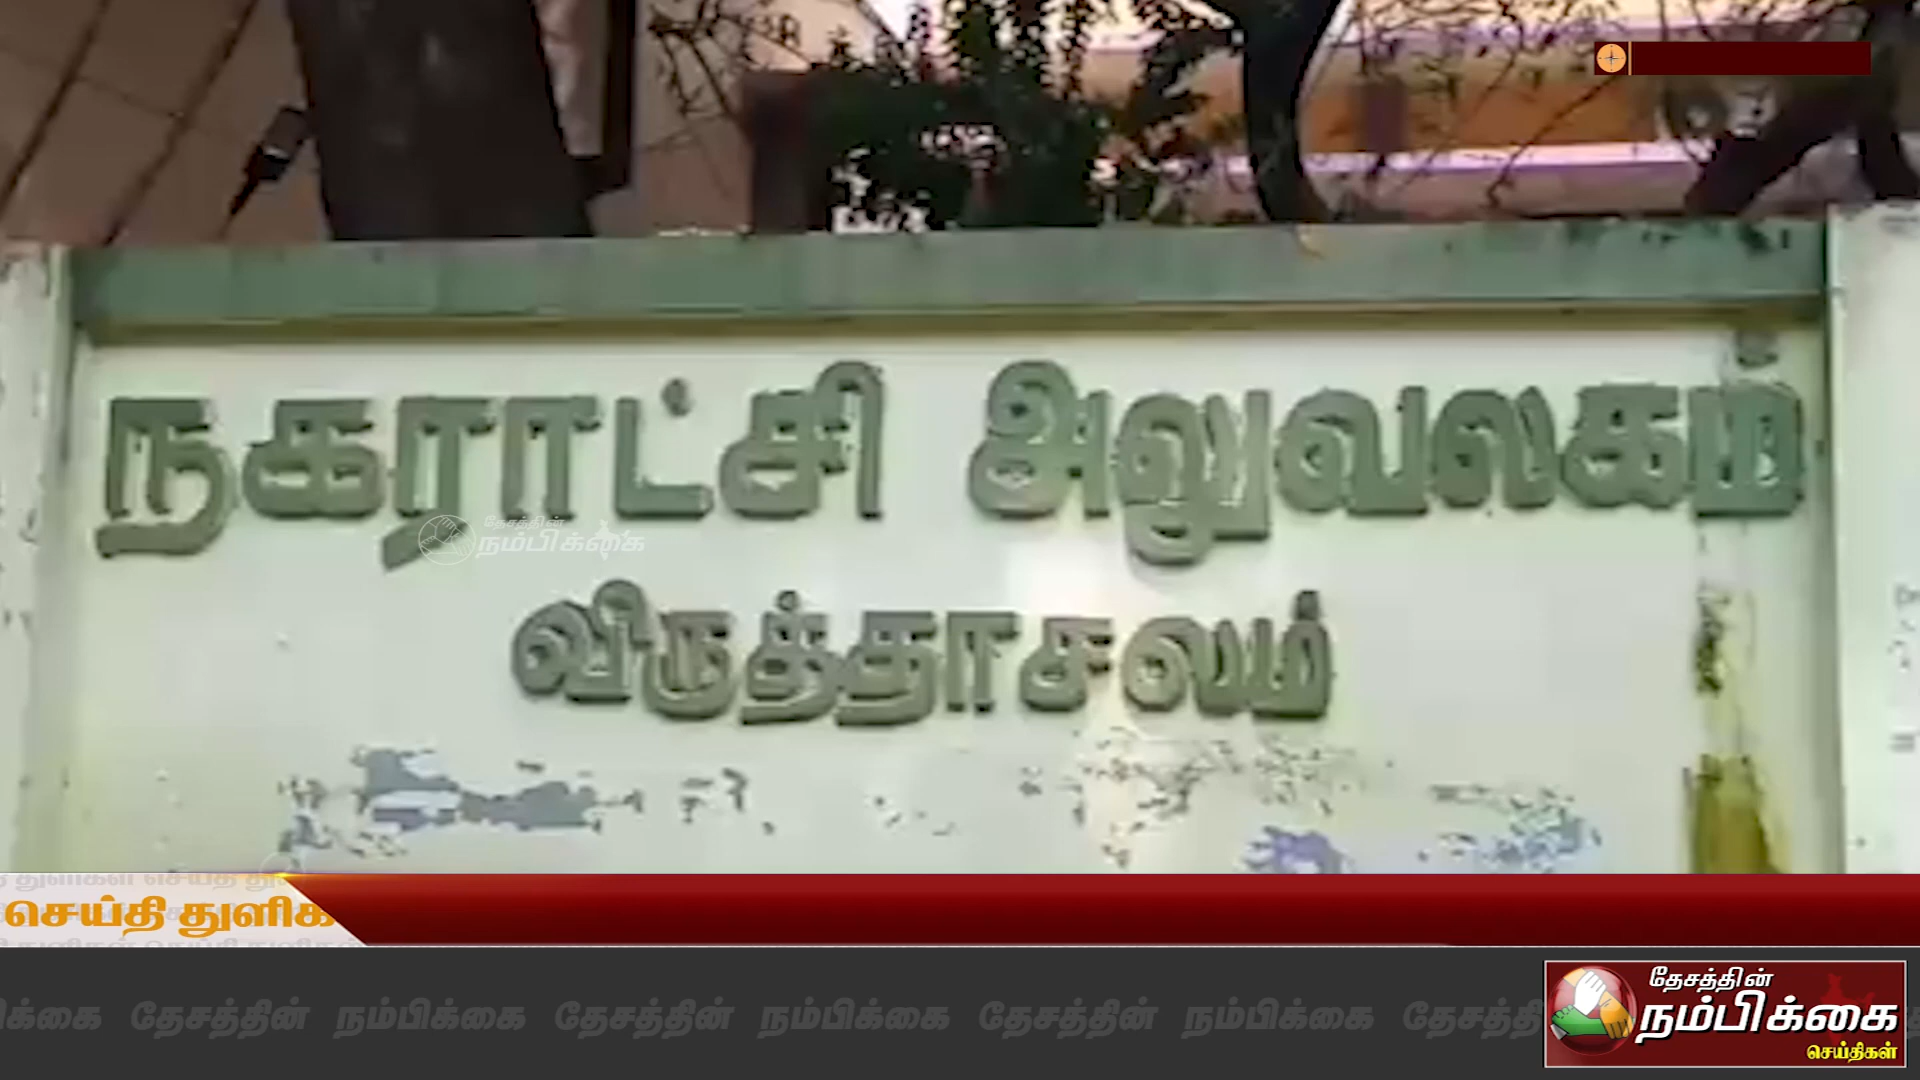 நகராட்சி அலுவலகம்
தேசத்தின்
நம்பிக்கை
விருத்தாசலம்
செய்தி துளிக
நம்பிக்கை தேசத்தின் நம்பிக்கை தேசத்தின் நம்பிக்கை
தேசத்தின்
நம்பிக்கை
செய்திகள்